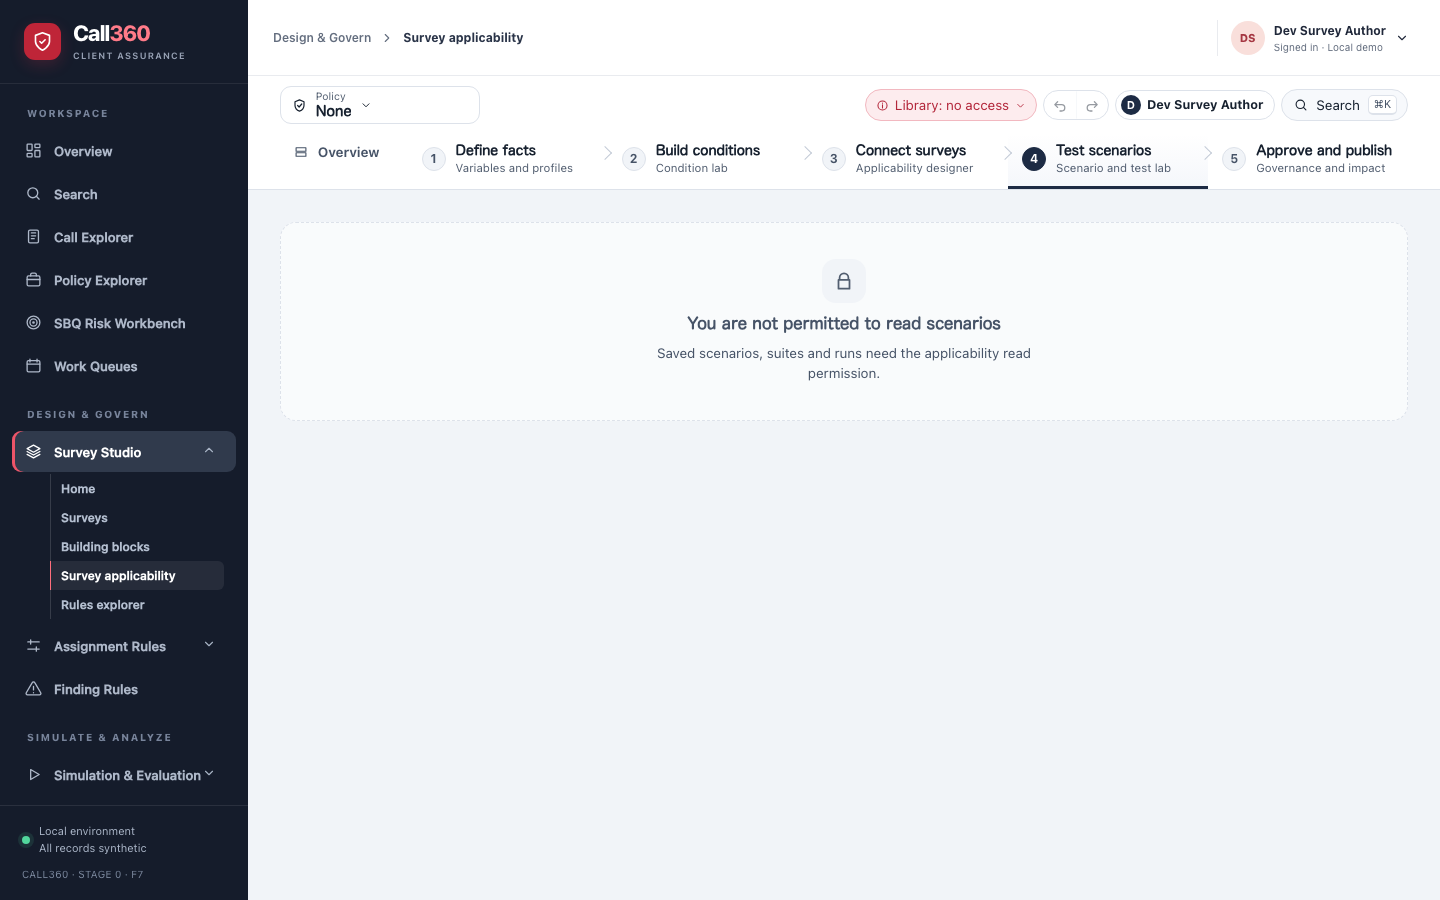 Call360
CLIENT ASSURANCE
WORKSPACE
Overview
Search
Call Explorer
Policy Explorer
SBQ Risk Workbench
Work Queues
DESIGN & GOVERN
Survey Studio
Home
Surveys
Building blocks
Survey applicability
Rules explorer
Assignment Rules
Finding Rules
SIMULATE & ANALYZE
Simulation & Evaluation
Local environment
All records synthetic
CALL360 · STAGE 0 · F7
Design & Govern > Survey applicability
DS
Dev Survey Author
Signed in · Local demo
Policy
None
Library: no access
D Dev Survey Author
Search ⌘K
Overview
1 Define facts
Variables and profiles
2 Build conditions
Condition lab
3 Connect surveys
Applicability designer
4 Test scenarios
Scenario and test lab
5 Approve and publish
Governance and impact
You are not permitted to read scenarios
Saved scenarios, suites and runs need the applicability read
permission.